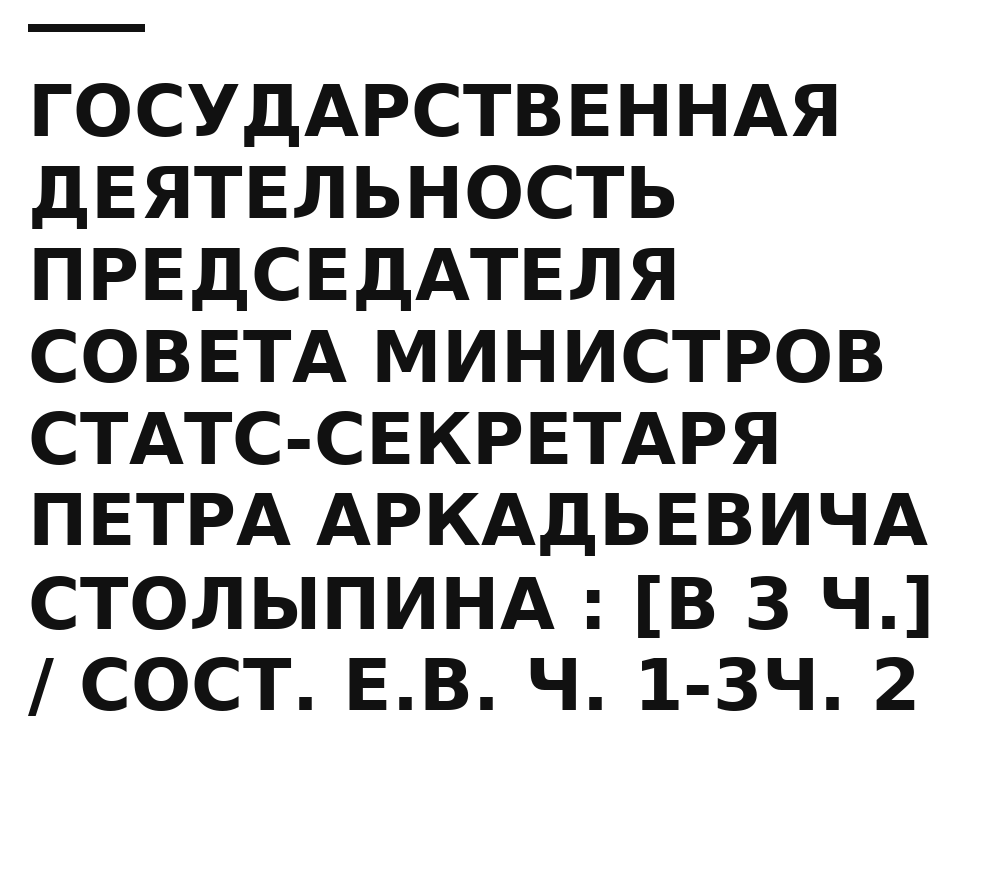 ГОСУДАРСТВЕННАЯ
ДЕЯТЕЛЬНОСТЬ
ПРЕДСЕДАТЕЛЯ
СОВЕТА МИНИСТРОВ
СТАТС-СЕКРЕТАРЯ
ПЕТРА АРКАДЬЕВИЧА
СТОЛЫПИНА : [В 3 Ч.]
/ СОСТ. Е.В. Ч. 1-3Ч. 2